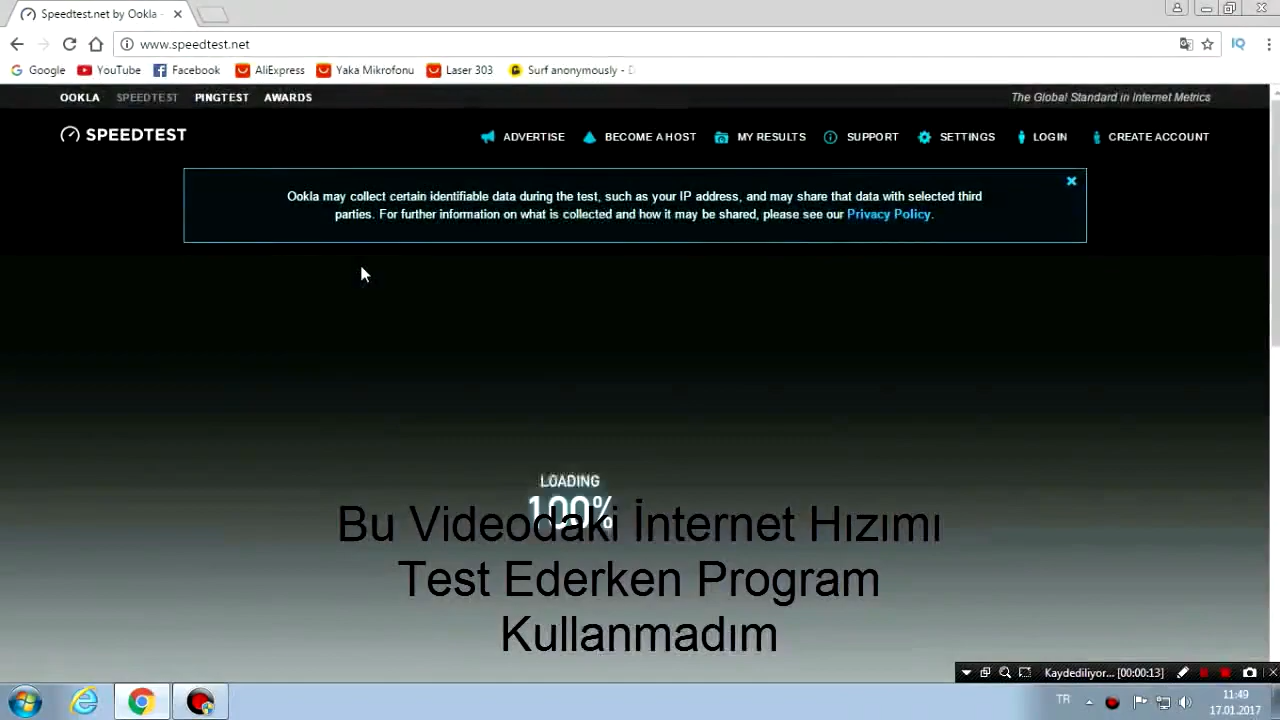 Speedtest.net by Ookla -
www.speedtest.net
Google YouTube Facebook AliExpress Yaka Mikrofonu Laser 303 Surf anonymously -
OOKLA SPEEDTEST PINGTEST AWARDS The Global Standard in Internet Metrics
SPEEDTEST ADVERTISE BECOME A HOST MY RESULTS SUPPORT SETTINGS LOGIN CREATE ACCOUNT
Ookla may collect certain identifiable data during the test, such as your IP address, and may share that data with selected third
parties. For further information on what is collected and how it may be shared, please see our Privacy Policy.
LOADING
100%
Bu Videodaki İnternet Hızımı
Test Ederken Program
Kullanmadım
Kaydediliyor... [00:00:13]
TR 11:49
17.01.2017